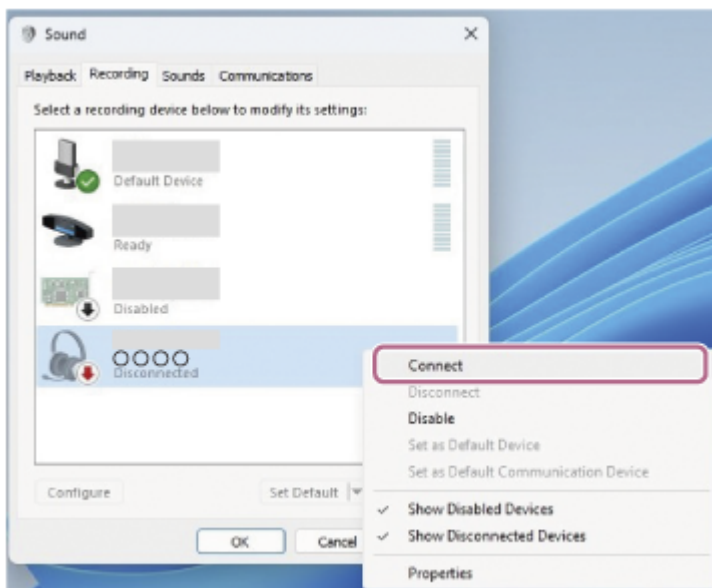 Sound
Playback Recording Sounds Communications
Select a recording device below to modify its settings:
Default Device
Ready
Disabled
○○○○
Disconnected
Connect
Disconnect
Disable
Set as Default Device
Set as Default Communication Device
Configure Set Default
✓ Show Disabled Devices
✓ Show Disconnected Devices
OK Cancel
Properties